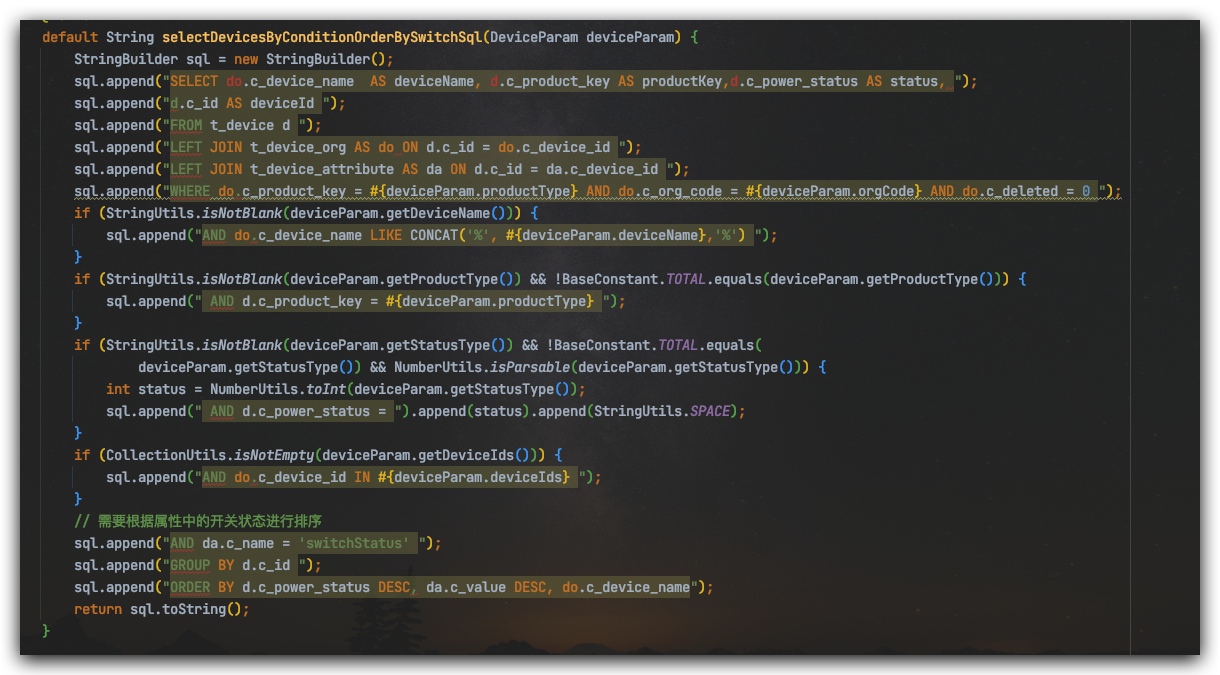 default String selectDevicesByConditionOrderBySwitchSql(DeviceParam deviceParam) {
StringBuilder sql = new StringBuilder();
sql.append("SELECT do.c_device_name  AS deviceName, d.c_product_key AS productKey,d.c_power_status AS status, ");
sql.append("d.c_id AS deviceId ");
sql.append("FROM t_device d ");
sql.append("LEFT JOIN t_device_org AS do ON d.c_id = do.c_device_id ");
sql.append("LEFT JOIN t_device_attribute AS da ON d.c_id = da.c_device_id ");
sql.append("WHERE do.c_product_key = #{deviceParam.productType} AND do.c_org_code = #{deviceParam.orgCode} AND do.c_deleted = 0 ");
if (StringUtils.isNotBlank(deviceParam.getDeviceName())) {
sql.append("AND do.c_device_name LIKE CONCAT('%', #{deviceParam.deviceName},'%') ");
}
if (StringUtils.isNotBlank(deviceParam.getProductType()) && !BaseConstant.TOTAL.equals(deviceParam.getProductType())) {
sql.append(" AND d.c_product_key = #{deviceParam.productType} ");
}
if (StringUtils.isNotBlank(deviceParam.getStatusType()) && !BaseConstant.TOTAL.equals(
deviceParam.getStatusType()) && NumberUtils.isParsable(deviceParam.getStatusType())) {
int status = NumberUtils.toInt(deviceParam.getStatusType());
sql.append(" AND d.c_power_status = ").append(status).append(StringUtils.SPACE);
}
if (CollectionUtils.isNotEmpty(deviceParam.getDeviceIds())) {
sql.append("AND do.c_device_id IN #{deviceParam.deviceIds} ");
}
// 需要根据属性中的开关状态进行排序
sql.append("AND da.c_name = 'switchStatus' ");
sql.append("GROUP BY d.c_id ");
sql.append("ORDER BY d.c_power_status DESC, da.c_value DESC, do.c_device_name");
return sql.toString();
}